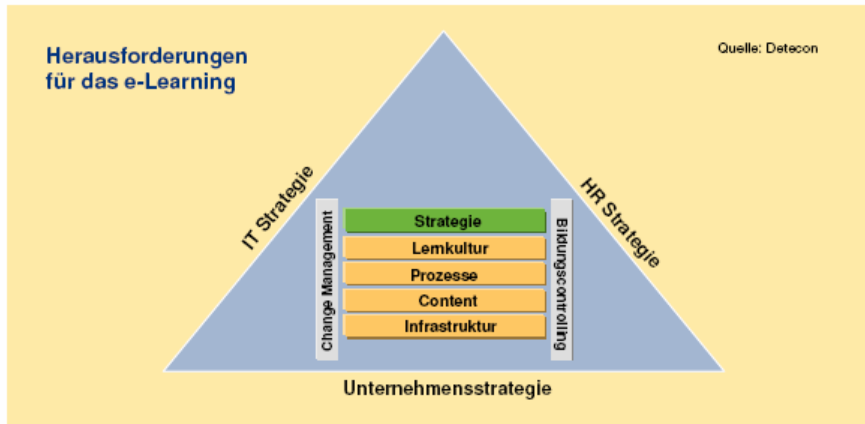 Herausforderungen
für das e-Learning
Quelle: Detecon
IT Strategie
HR Strategie
Change Management
Strategie
Lernkultur
Prozesse
Content
Infrastruktur
Bildungscontrolling
Unternehmensstrategie